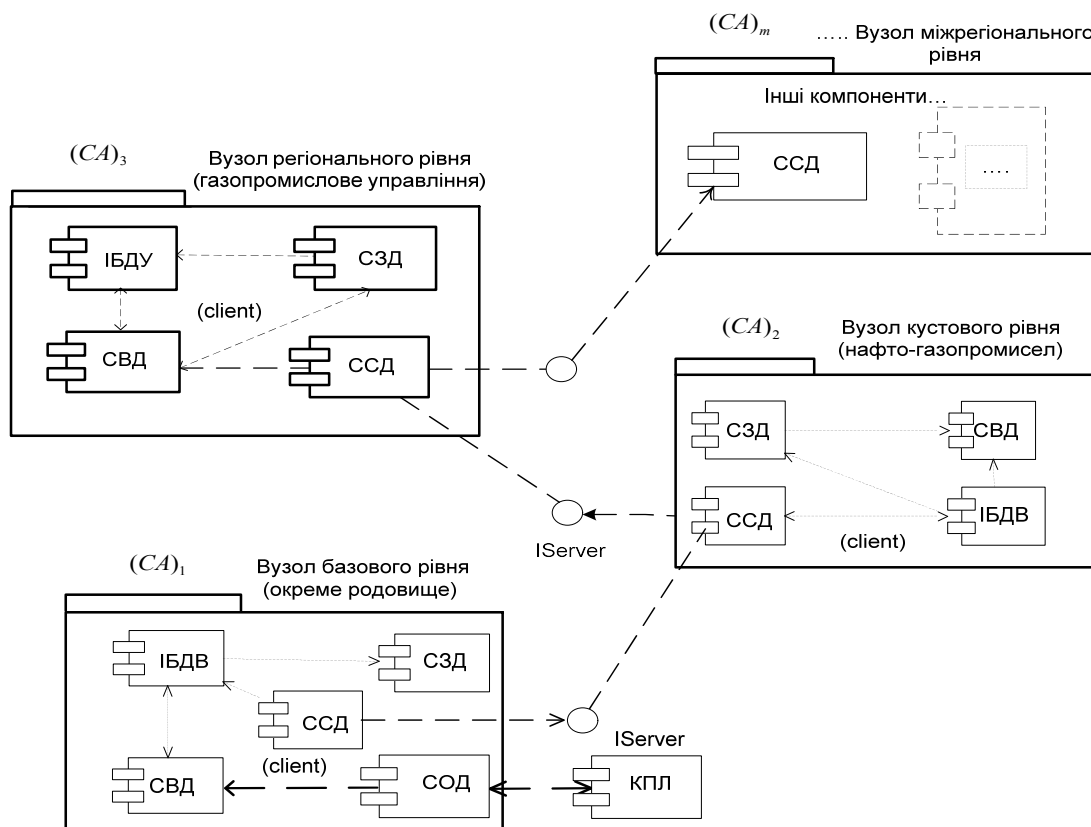 (CA)m
..... Вузол міжрегіонального
рівня
Інші компоненти...
ССД
....
(CA)3
Вузол регіонального рівня
(газопромислове управління)
ІБДУ
СЗД
(client)
СВД
ССД
(CA)2
Вузол кустового рівня
(нафто-газопромисел)
СЗД
СВД
ССД
ІБДВ
(client)
IServer
(CA)1
Вузол базового рівня
(окреме родовище)
ІБДВ
СЗД
ССД
(client)
СВД
СОД
IServer
КПЛ